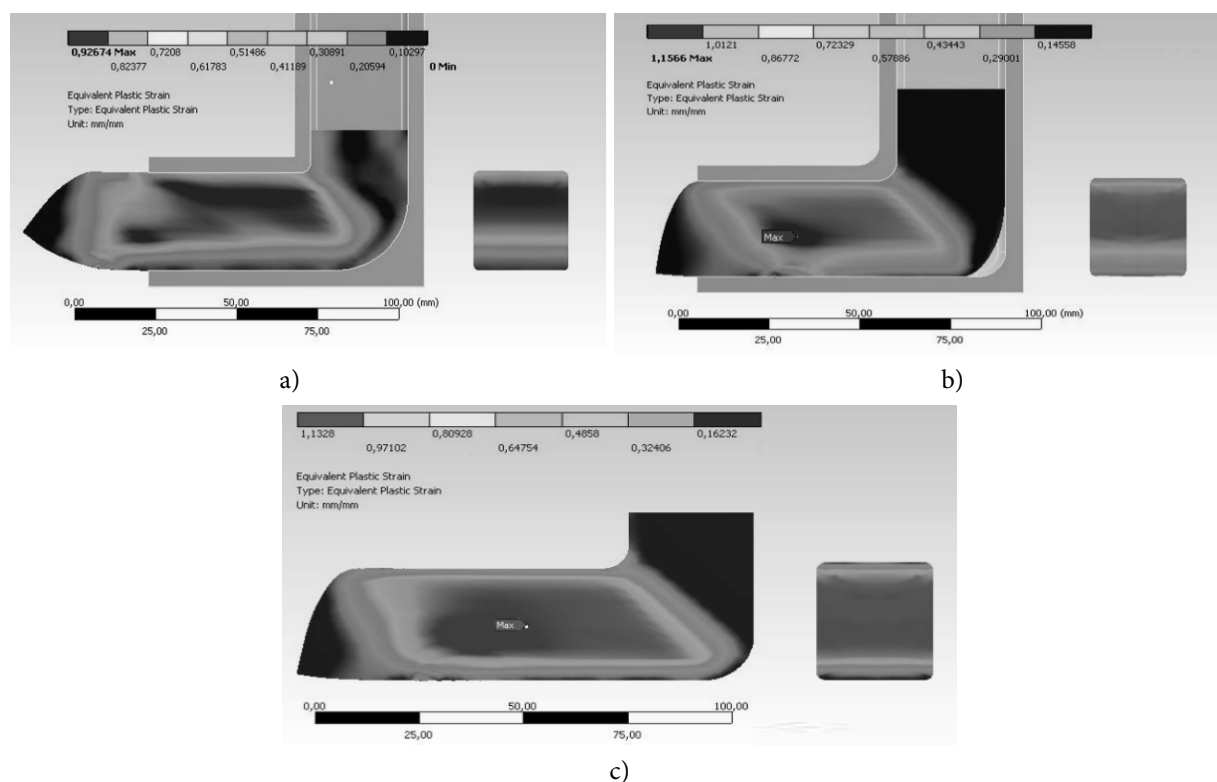 0,92674 Max 0,7208 0,51486 0,30891 0,10297
0,82377 0,61783 0,41189 0,20594 0 Min
Equivalent Plastic Strain
Type: Equivalent Plastic Strain
Unit: mm/mm
0,00 50,00 100,00 (mm)
25,00 75,00
a)
1,0121 0,72329 0,43443 0,14558
1,1566 Max 0,86772 0,57886 0,29001
Equivalent Plastic Strain
Type: Equivalent Plastic Strain
Unit: mm/mm
Max
0,00 50,00 100,00 (mm)
25,00 75,00
b)
1,1328 0,80928 0,4858 0,16232
0,97102 0,64754 0,32406
Equivalent Plastic Strain
Type: Equivalent Plastic Strain
Unit: mm/mm
Max
0,00 50,00 100,00
25,00 75,00
c)